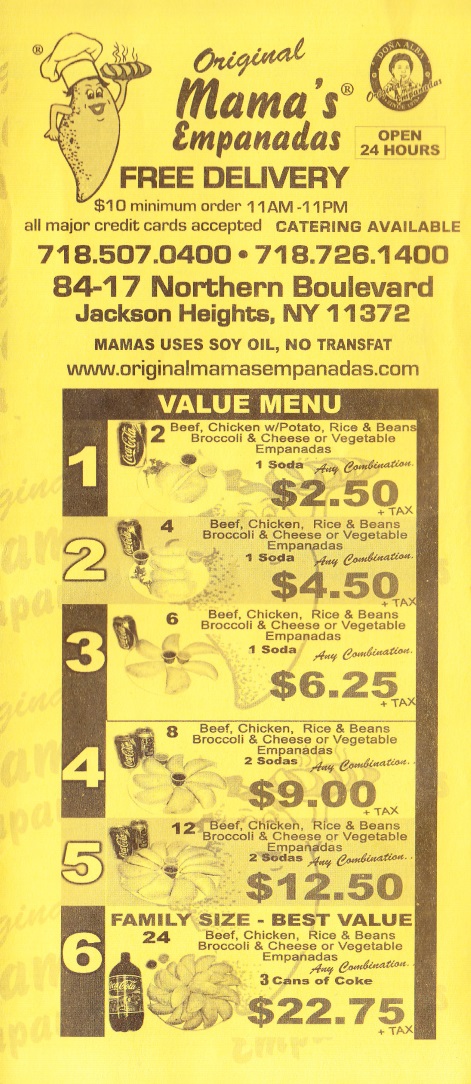 ®
Original
Mama's®
Empanadas
DOÑA ALBA
OPEN
24 HOURS
FREE DELIVERY
$10 minimum order 11AM-11PM
all major credit cards accepted CATERING AVAILABLE
718.507.0400 • 718.726.1400
84-17 Northern Boulevard
Jackson Heights, NY 11372
MAMAS USES SOY OIL, NO TRANSFAT
www.originalmamasempanadas.com
VALUE MENU
1
2 Beef, Chicken w/Potato, Rice & Beans
Broccoli & Cheese or Vegetable
Empanadas
1 Soda Any Combination.
$2.50
+ TAX
2
4 Beef, Chicken, Rice & Beans
Broccoli & Cheese or Vegetable
Empanadas
1 Soda Any Combination.
$4.50
+ TAX
3
6 Beef, Chicken, Rice & Beans
Broccoli & Cheese or Vegetable
Empanadas
1 Soda Any Combination.
$6.25
+ TAX
4
8 Beef, Chicken, Rice & Beans
Broccoli & Cheese or Vegetable
Empanadas
2 Sodas Any Combination..
$9.00
+ TAX
5
12 Beef, Chicken, Rice & Beans
Broccoli & Cheese or Vegetable
Empanadas
2 Sodas Any Combination..
$12.50
FAMILY SIZE - BEST VALUE
6
24 Beef, Chicken, Rice & Beans
Broccoli & Cheese or Vegetable
Empanadas
Any Combination.
3 Cans of Coke
$22.75
+ TAX